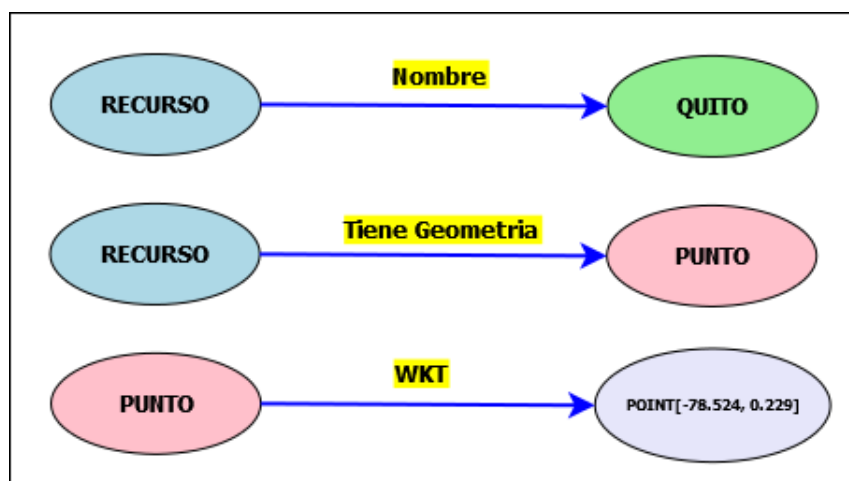 Nombre
RECURSO
QUITO
Tiene Geometria
RECURSO
PUNTO
WKT
PUNTO
POINT[-78.524, 0.229]